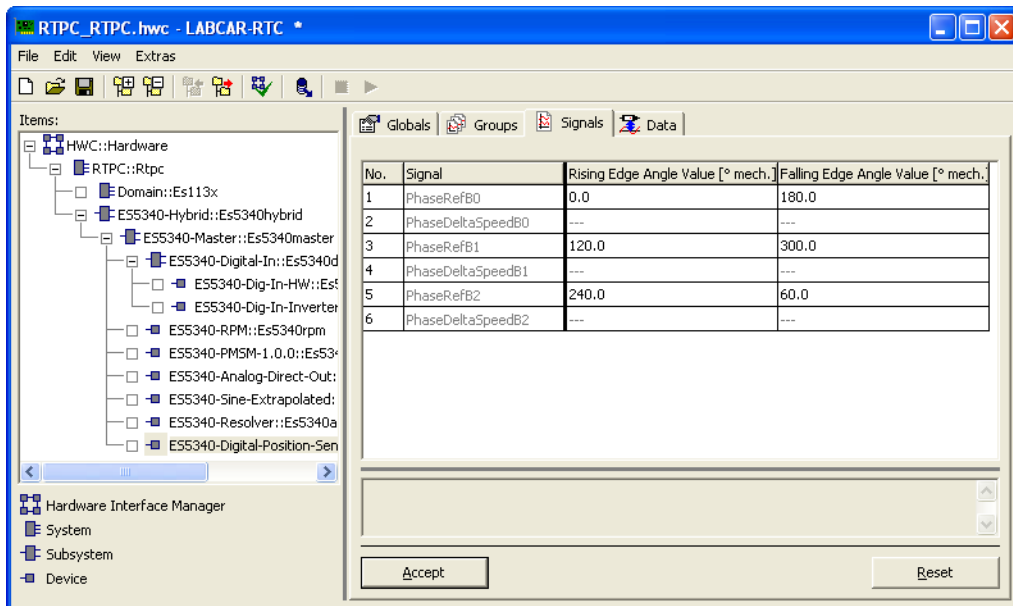 RTPC_RTPC.hwc - LABCAR-RTC *
File Edit View Extras
Items:
HWC::Hardware
RTPC::Rtpc
Domain::Es113x
ES5340-Hybrid::Es5340hybrid
ES5340-Master::Es5340master
ES5340-Digital-In::Es5340d
ES5340-Dig-In-HW::Es5
ES5340-Dig-In-Inverter
ES5340-RPM::Es5340rpm
ES5340-PMSM-1.0.0::Es534
ES5340-Analog-Direct-Out:
ES5340-Sine-Extrapolated:
ES5340-Resolver::Es5340a
ES5340-Digital-Position-Sen
Hardware Interface Manager
System
Subsystem
Device
Globals Groups Signals Data
No. Signal Rising Edge Angle Value [° mech.] Falling Edge Angle Value [° mech.]
1 PhaseRefB0 0.0 180.0
2 PhaseDeltaSpeedB0 --- ---
3 PhaseRefB1 120.0 300.0
4 PhaseDeltaSpeedB1 --- ---
5 PhaseRefB2 240.0 60.0
6 PhaseDeltaSpeedB2 --- ---
Accept Reset